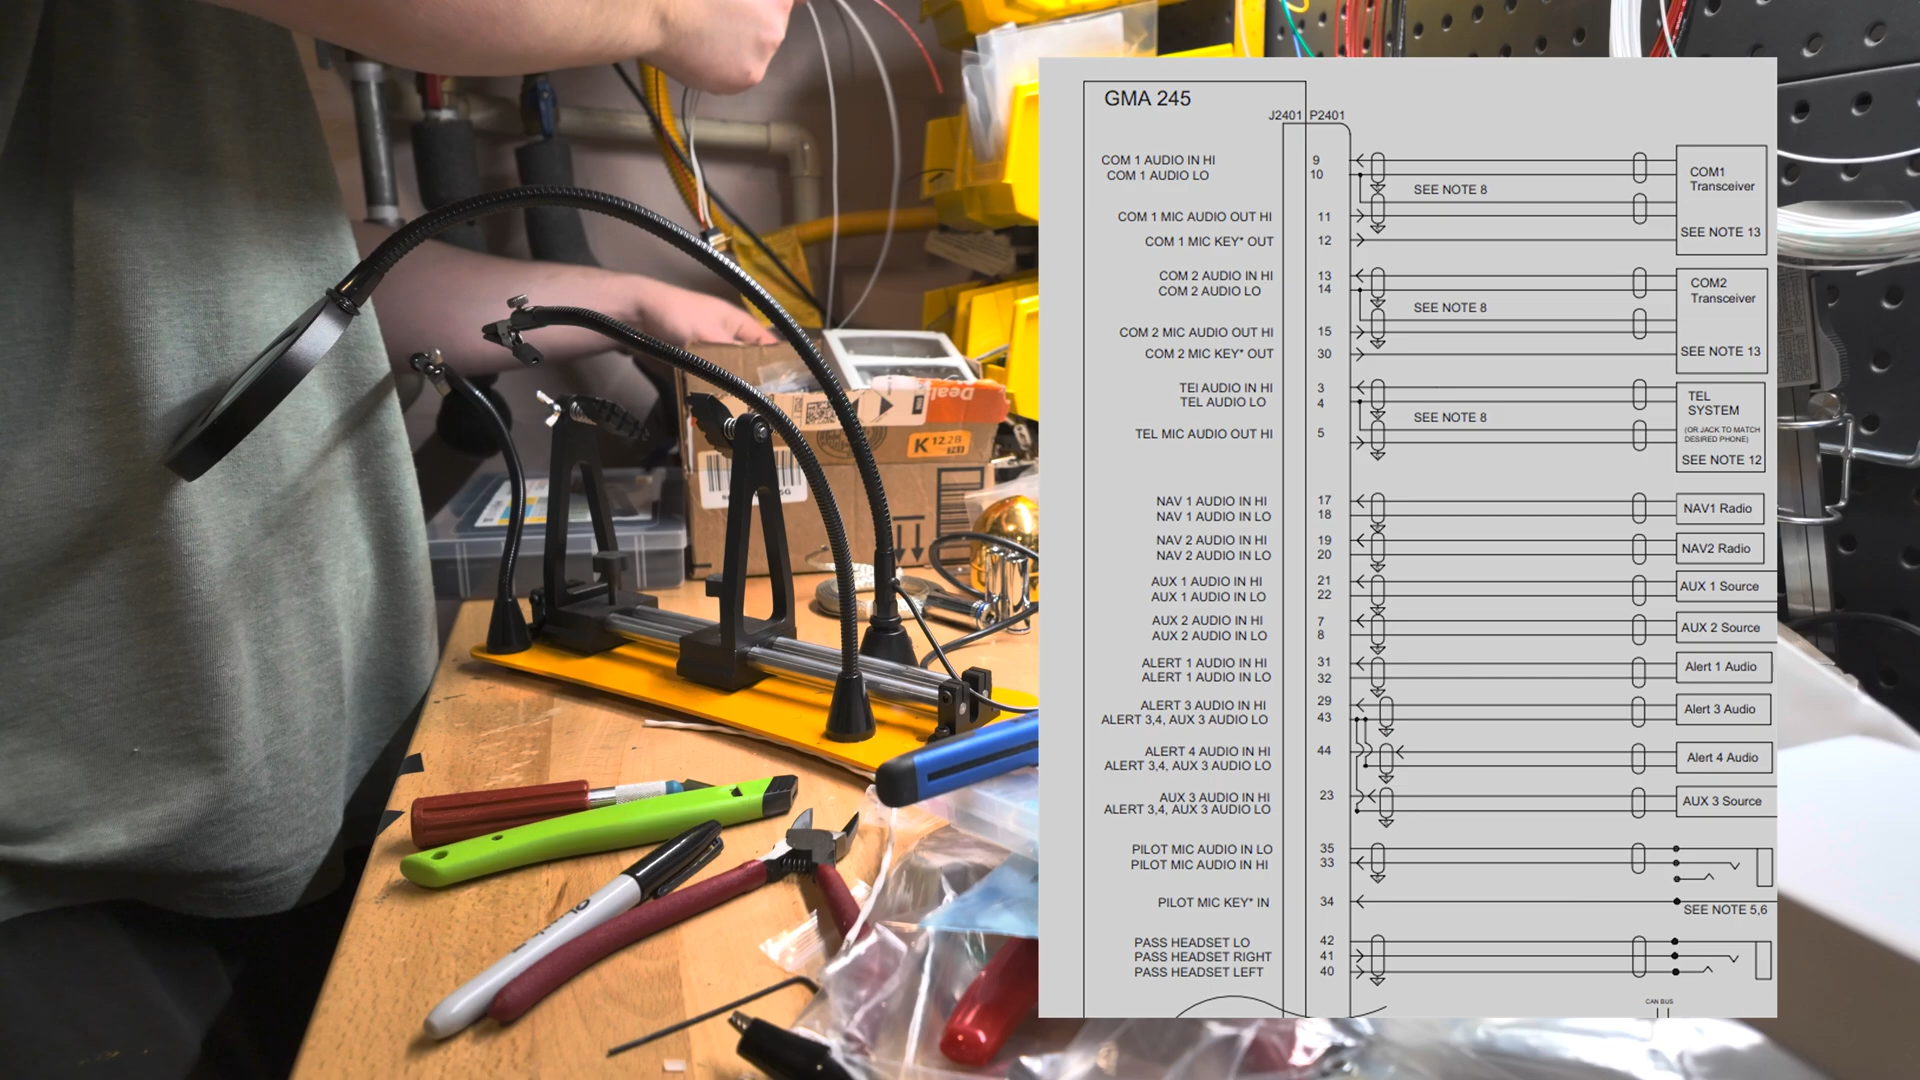 GMA 245
J2401 P2401
COM 1 AUDIO IN HI 9
COM 1 AUDIO LO 10
SEE NOTE 8
COM 1 MIC AUDIO OUT HI 11
COM 1 MIC KEY* OUT 12
COM1
Transceiver
SEE NOTE 13
COM 2 AUDIO IN HI 13
COM 2 AUDIO LO 14
SEE NOTE 8
COM 2 MIC AUDIO OUT HI 15
COM 2 MIC KEY* OUT 30
COM2
Transceiver
SEE NOTE 13
TEl AUDIO IN HI 3
TEL AUDIO LO 4
SEE NOTE 8
TEL MIC AUDIO OUT HI 5
TEL
SYSTEM
(OR JACK TO MATCH
DESIRED PHONE)
SEE NOTE 12
NAV 1 AUDIO IN HI 17
NAV 1 AUDIO IN LO 18
NAV1 Radio
NAV 2 AUDIO IN HI 19
NAV 2 AUDIO IN LO 20
NAV2 Radio
AUX 1 AUDIO IN HI 21
AUX 1 AUDIO IN LO 22
AUX 1 Source
AUX 2 AUDIO IN HI 7
AUX 2 AUDIO IN LO 8
AUX 2 Source
ALERT 1 AUDIO IN HI 31
ALERT 1 AUDIO IN LO 32
Alert 1 Audio
ALERT 3 AUDIO IN HI 29
ALERT 3,4, AUX 3 AUDIO LO 43
Alert 3 Audio
ALERT 4 AUDIO IN HI 44
ALERT 3,4, AUX 3 AUDIO LO
Alert 4 Audio
AUX 3 AUDIO IN HI 23
ALERT 3,4, AUX 3 AUDIO LO
AUX 3 Source
PILOT MIC AUDIO IN LO 35
PILOT MIC AUDIO IN HI 33
PILOT MIC KEY* IN 34
SEE NOTE 5,6
PASS HEADSET LO 42
PASS HEADSET RIGHT 41
PASS HEADSET LEFT 40
CAN BUS
Deal
K 12.28